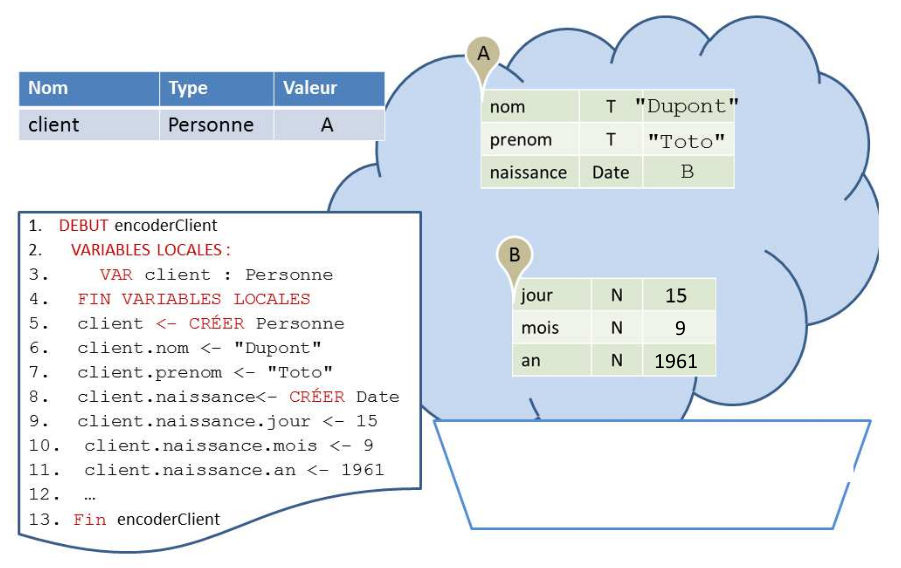 Nom Type Valeur
client Personne A
A
nom T "Dupont"
prenom T "Toto"
naissance Date B
B
jour N 15
mois N 9
an N 1961
1. DEBUT encoderClient
2. VARIABLES LOCALES :
3. VAR client : Personne
4. FIN VARIABLES LOCALES
5. client <- CRÉER Personne
6. client.nom <- "Dupont"
7. client.prenom <- "Toto"
8. client.naissance<- CRÉER Date
9. client.naissance.jour <- 15
10. client.naissance.mois <- 9
11. client.naissance.an <- 1961
12. …
13. Fin encoderClient